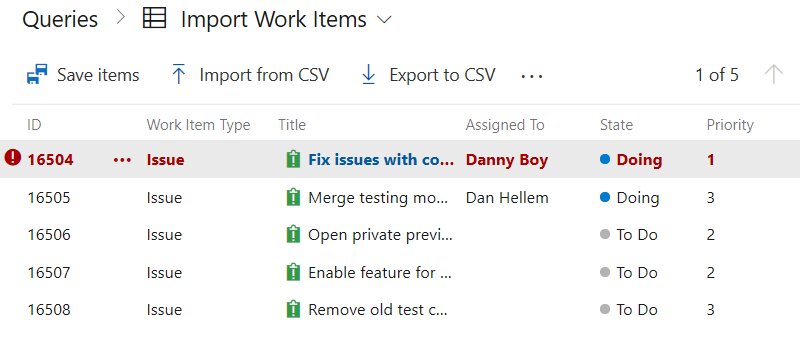 Queries > Import Work Items
Save items Import from CSV Export to CSV ... 1 of 5
ID Work Item Type Title Assigned To State Priority
16504 ... Issue Fix issues with co... Danny Boy Doing 1
16505 Issue Merge testing mo... Dan Hellem Doing 3
16506 Issue Open private previ... To Do 2
16507 Issue Enable feature for ... To Do 2
16508 Issue Remove old test c... To Do 3